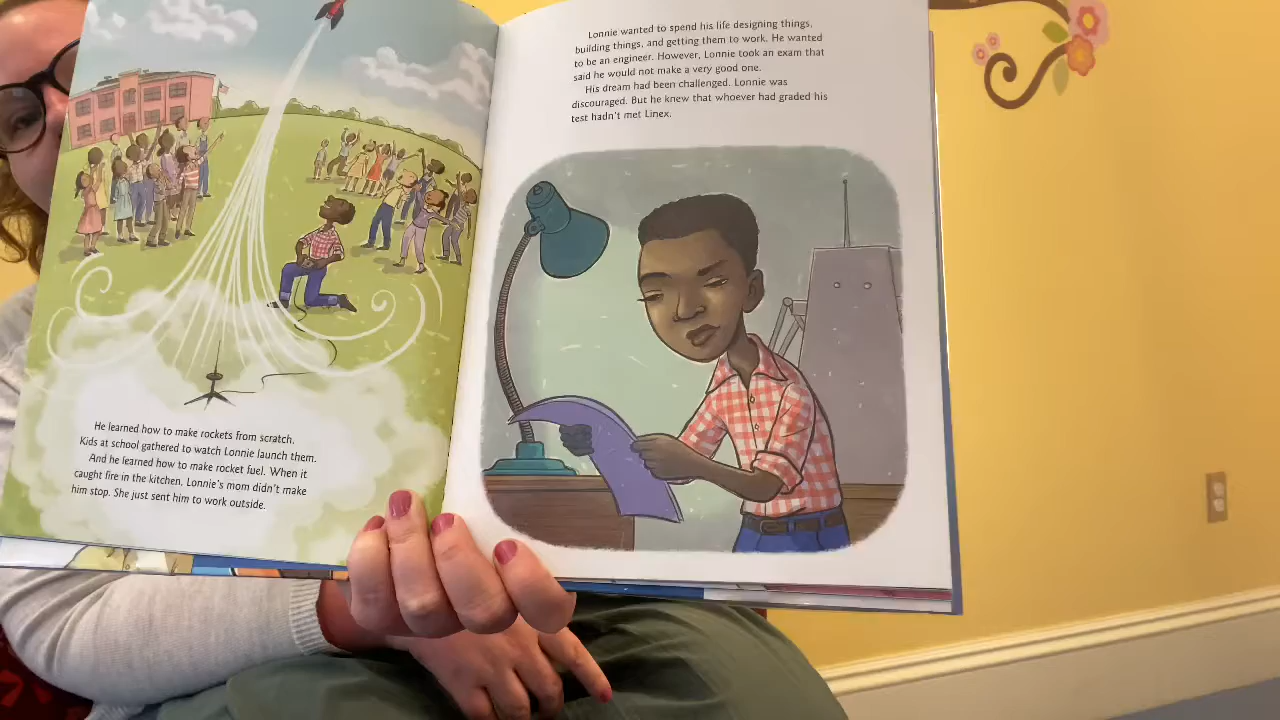 He learned how to make rockets from scratch.
Kids at school gathered to watch Lonnie launch them.
And he learned how to make rocket fuel. When it
caught fire in the kitchen, Lonnie's mom didn't make
him stop. She just sent him to work outside.
Lonnie wanted to spend his life designing things,
building things, and getting them to work. He wanted
to be an engineer. However, Lonnie took an exam that
said he would not make a very good one.
His dream had been challenged. Lonnie was
discouraged. But he knew that whoever had graded his
test hadn't met Linex.